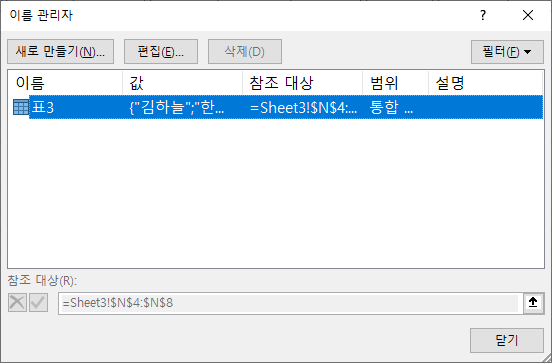 이름 관리자
새로 만들기(N)... 편집(E)... 삭제(D) 필터(F)
이름 값 참조 대상 범위 설명
표3 {"김하늘";"한... =Sheet3!$N$4:... 통합 ...
참조 대상(R):
=Sheet3!$N$4:$N$8
닫기